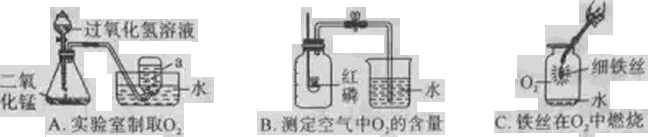 过氧化氢溶液
a
二氧
化锰
水
A.实验室制取O₂
红
磷
水
B.测定空气中O₂的含量
O₂
细铁丝
水
C.铁丝在O₂中燃烧